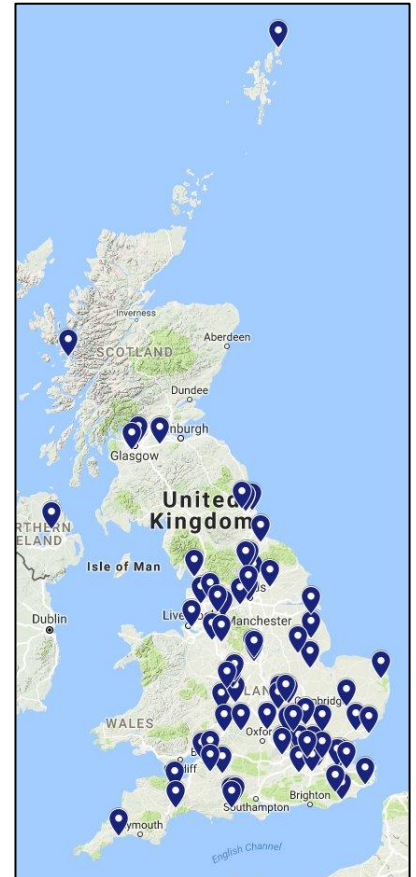 Inverness
SCOTLAND
Aberdeen
Dundee
nburgh
Glasgow
United
Kingdom
RTHERN
ELAND
Isle of Man
Dublin
Manchester
WALES
Oxfor
Southampton
Brighton
ymouth
English Channel